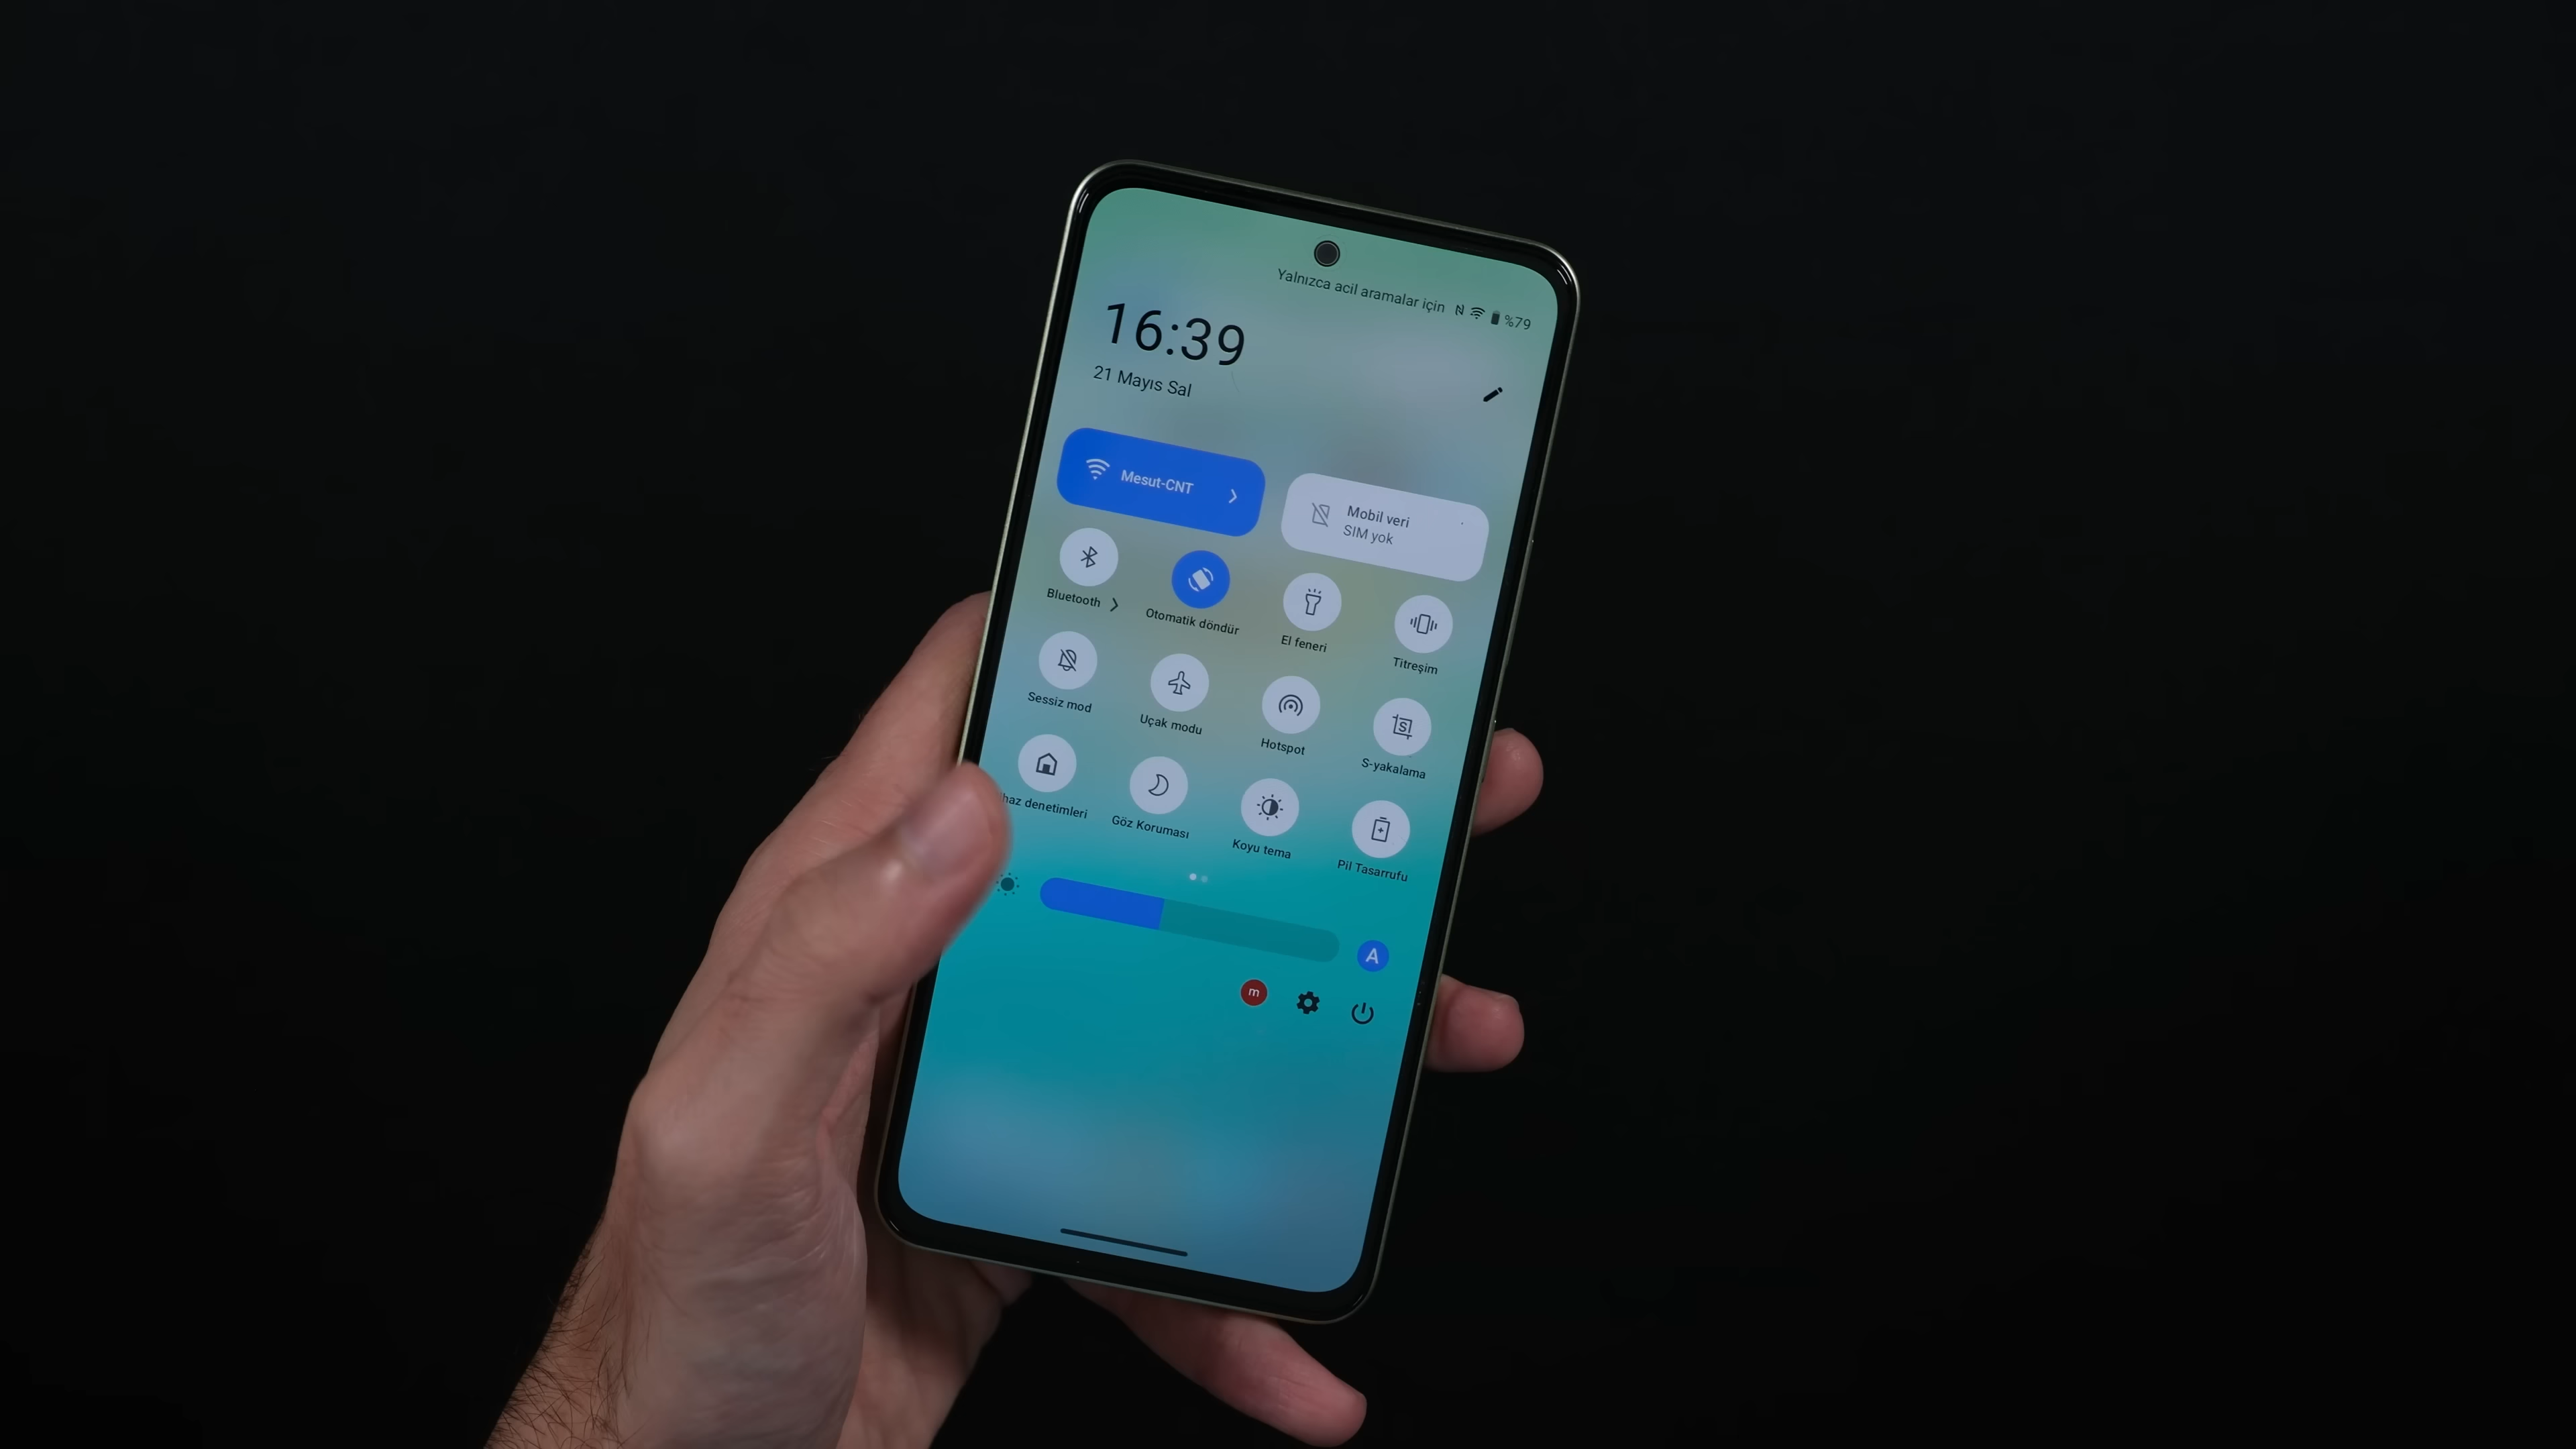 Yalnızca acil aramalar için %79
16:39
21 Mayıs Sal
Mesut-CNT
Mobil veri
SIM yok
Bluetooth
Otomatik döndür
El feneri
Titreşim
Sessiz mod
Uçak modu
Hotspot
S-yakalama
denetimleri
Göz Koruması
Koyu tema
Pil Tasarrufu
A
m